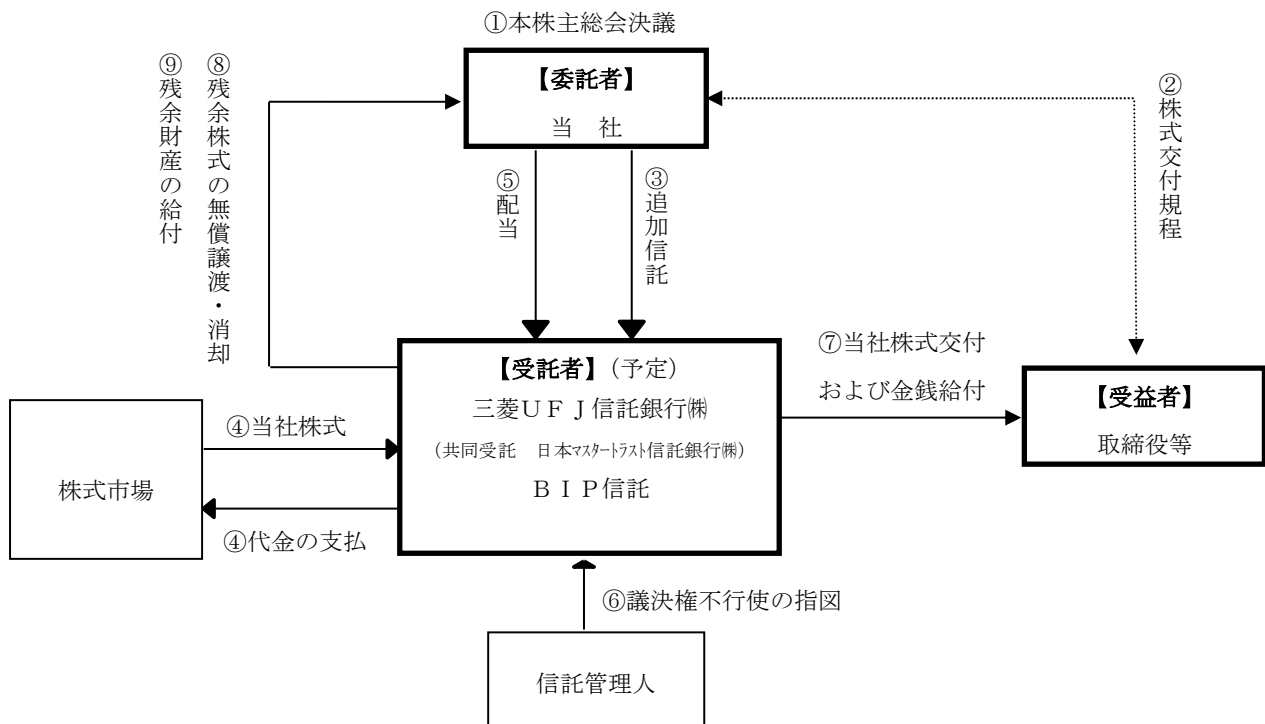 ①本株主総会決議
【委託者】
当　社
⑨残余財産の給付
⑧残余株式の無償譲渡・消却
⑤配当
③追加信託
②株式交付規程
【受託者】（予定）
三菱ＵＦＪ信託銀行㈱
（共同受託　日本ﾏｽﾀｰﾄﾗｽﾄ信託銀行㈱）
ＢＩＰ信託
⑦当社株式交付
および金銭給付
【受益者】
取締役等
④当社株式
株式市場
④代金の支払
⑥議決権不行使の指図
信託管理人